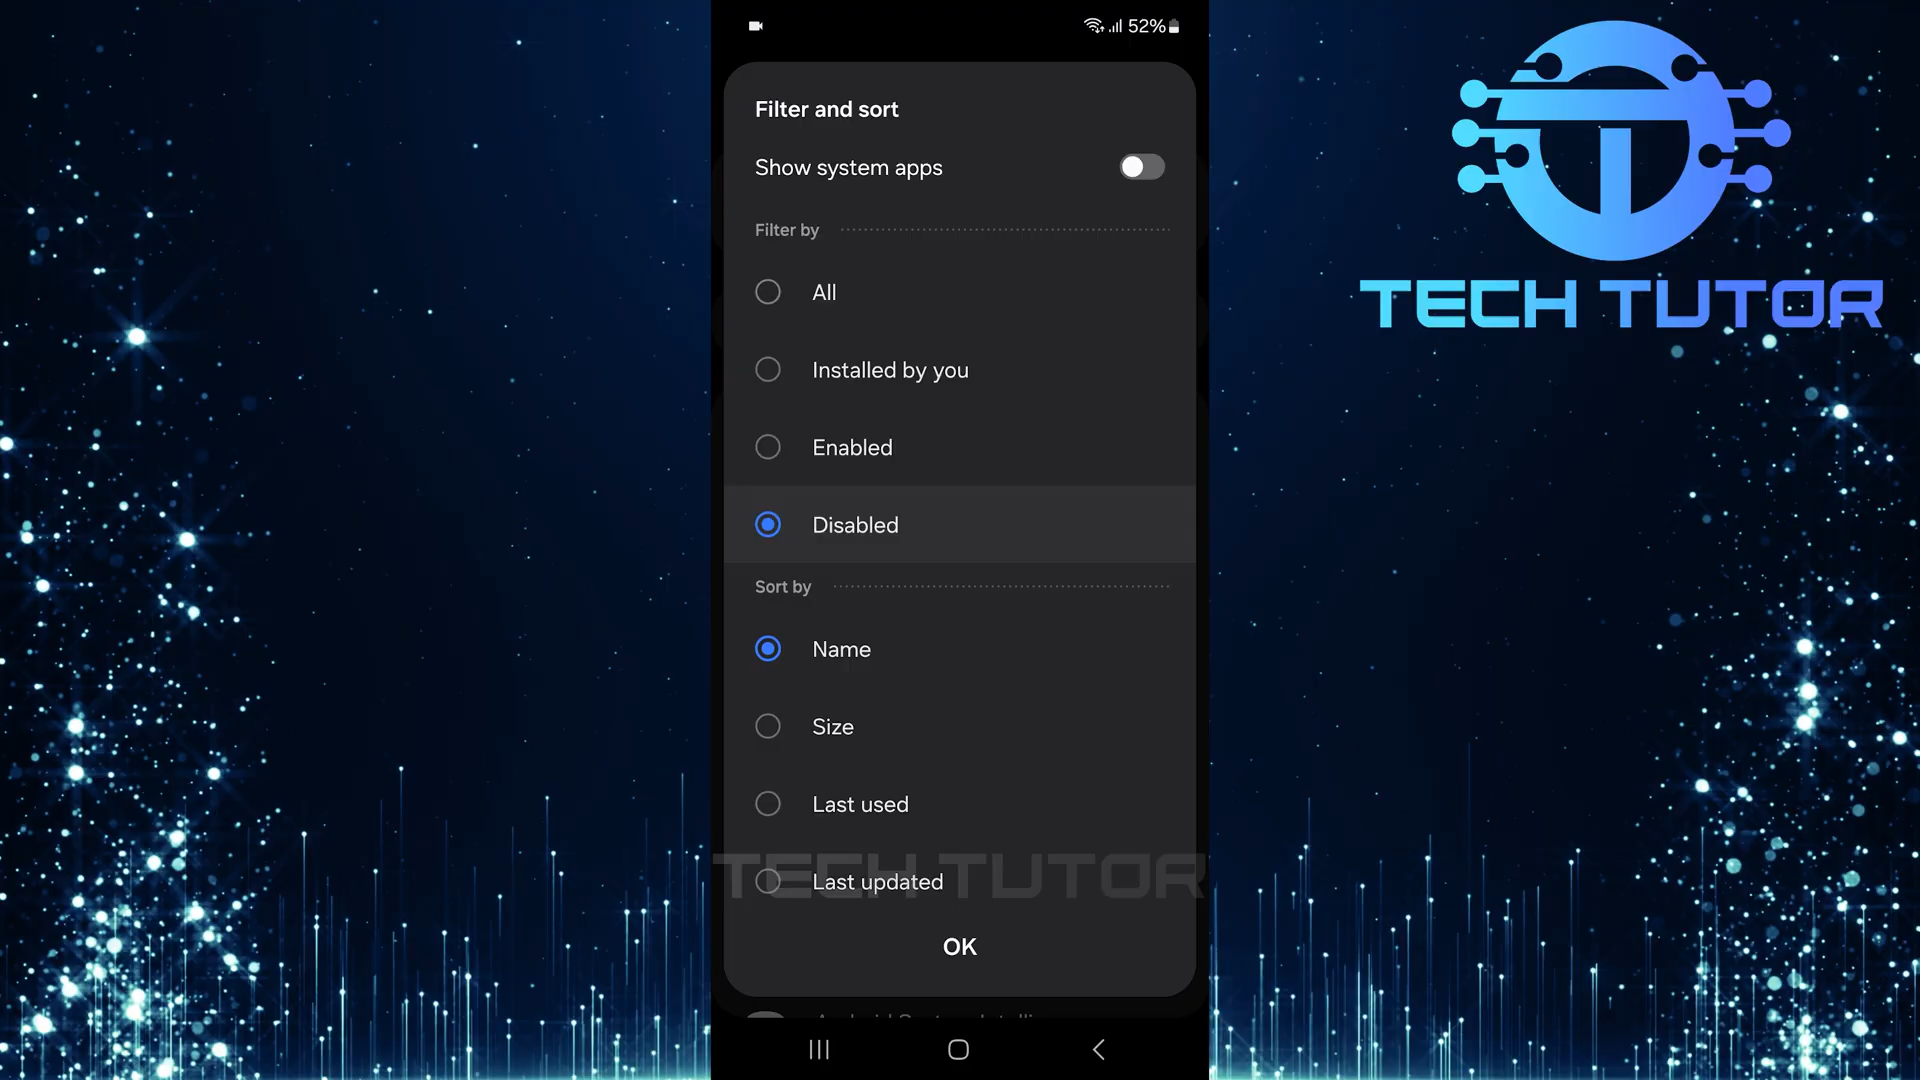 52%
Filter and sort
Show system apps
Filter by
All
Installed by you
Enabled
Disabled
Sort by
Name
Size
Last used
Last updated
TECH TUTOR
OK
TECH TUTOR